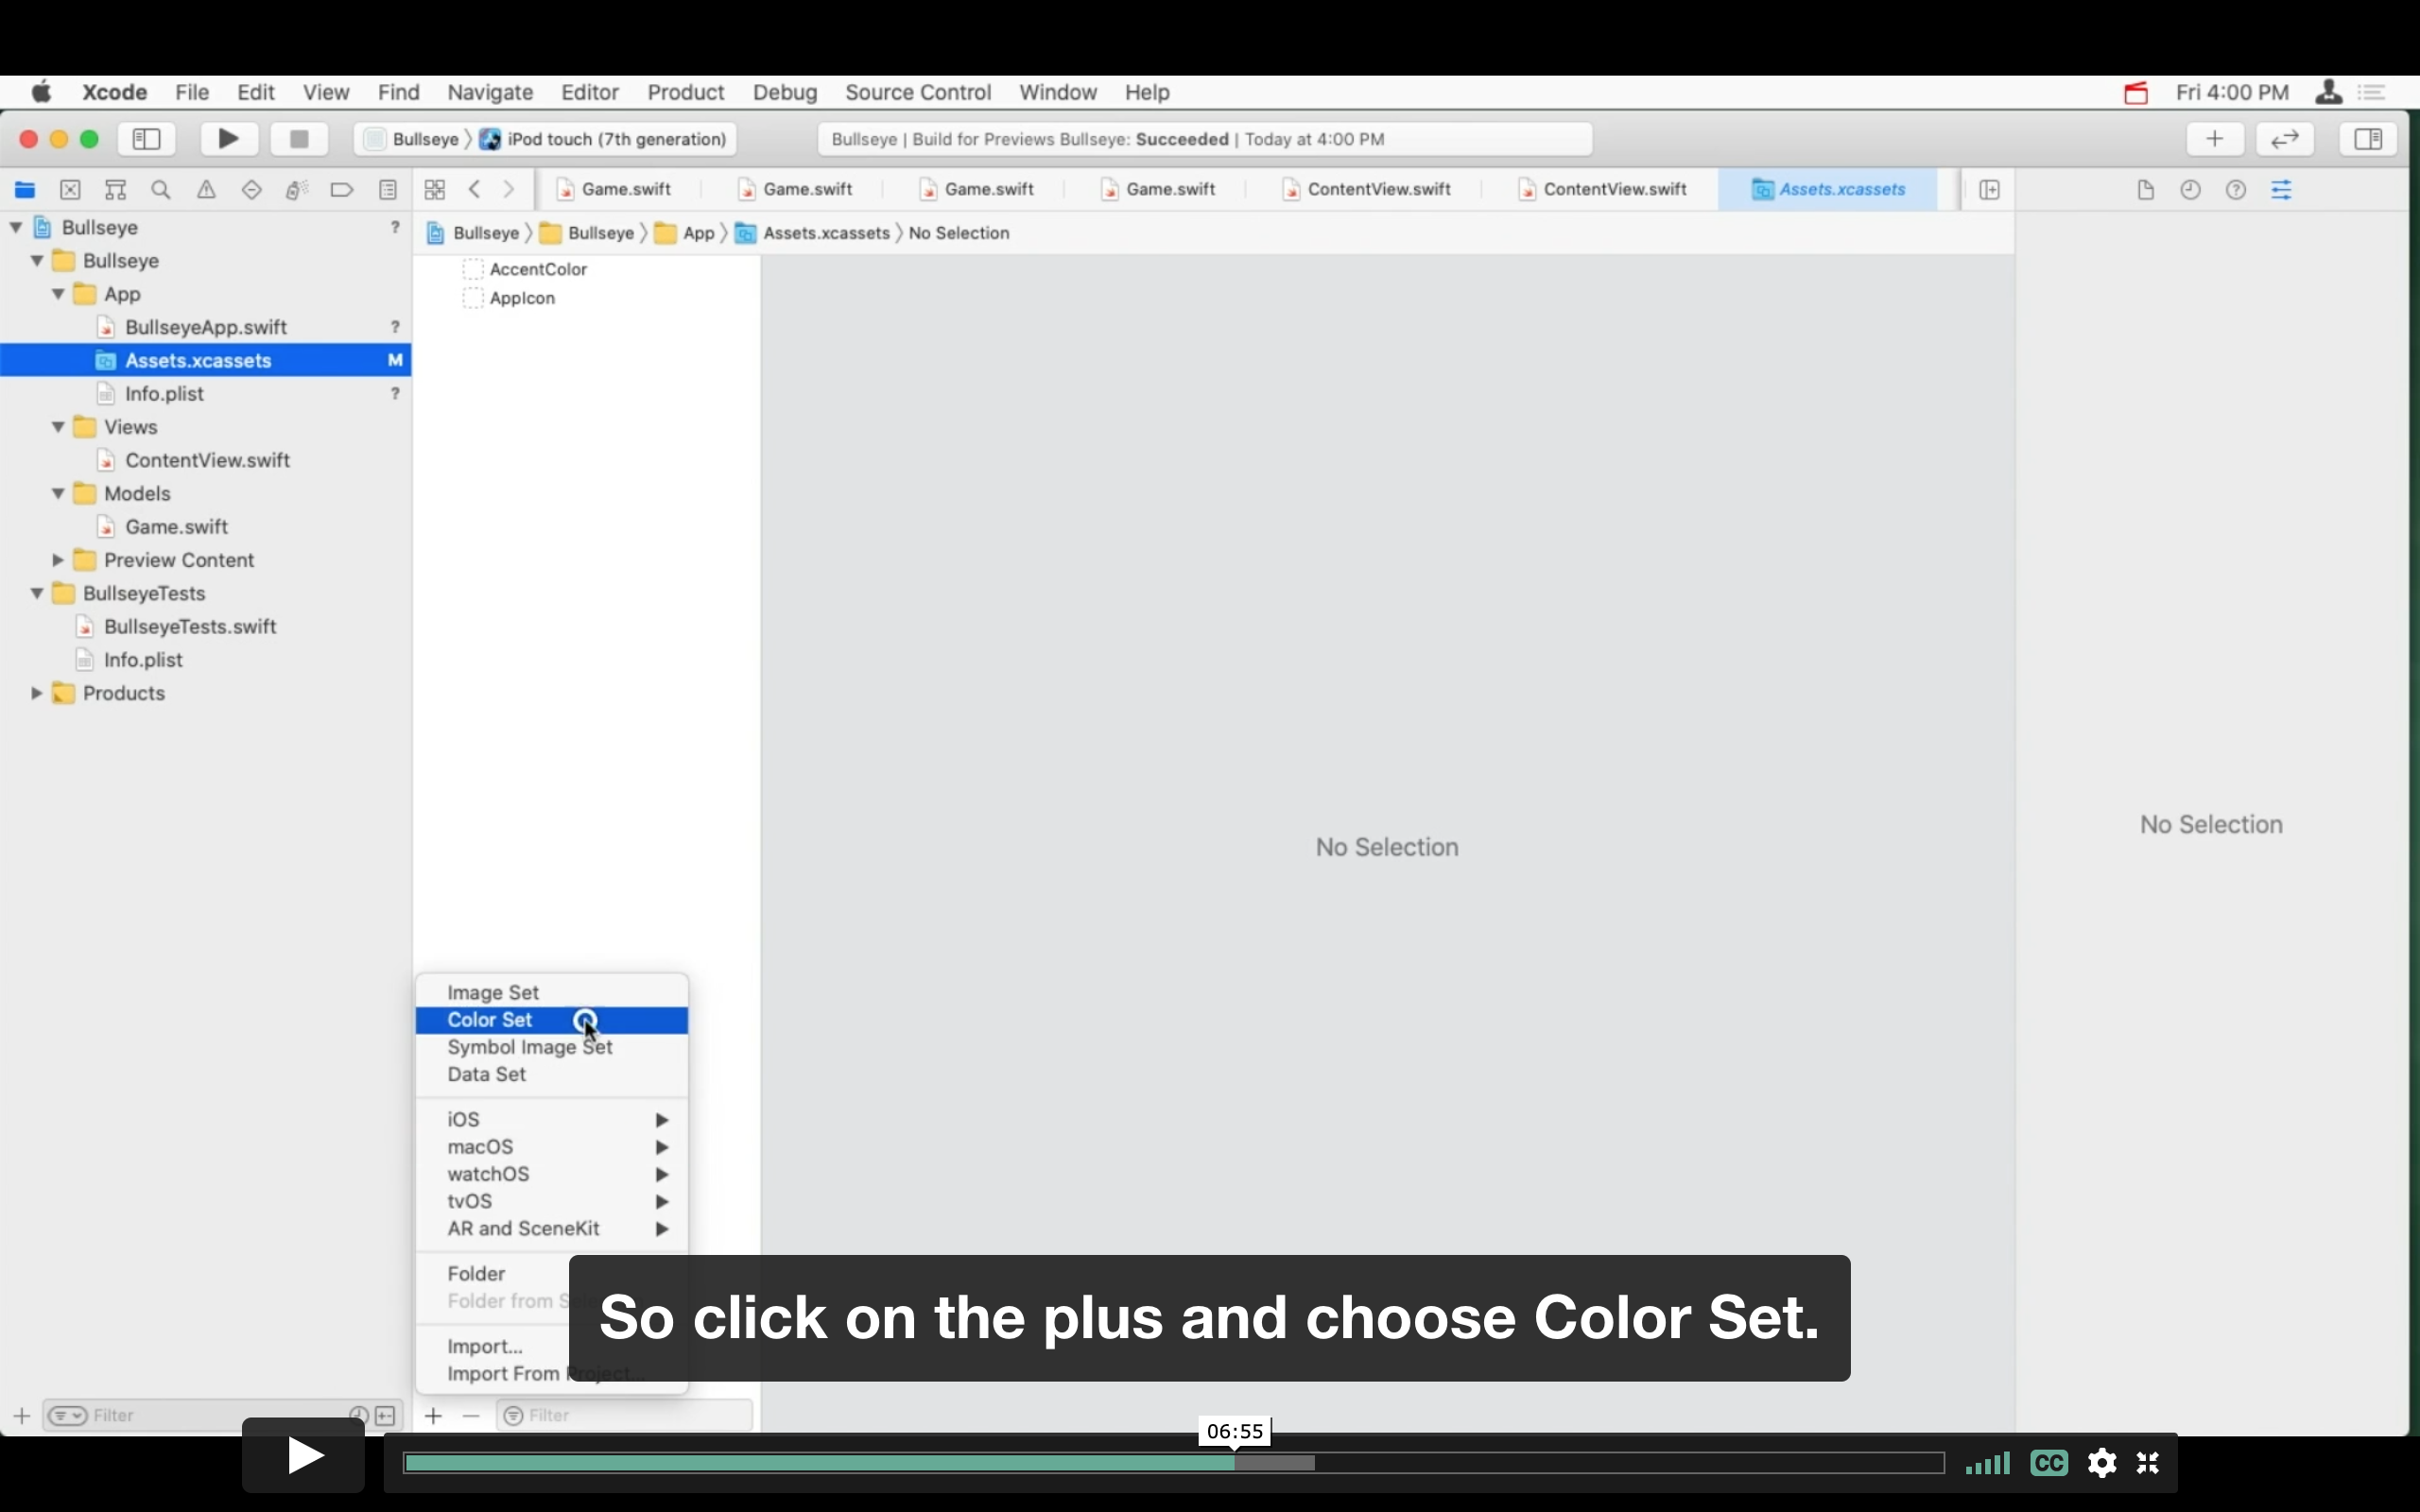 Xcode File Edit View Find Navigate Editor Product Debug Source Control Window Help Fri 4:00 PM
Bullseye iPod touch (7th generation) Bullseye | Build for Previews Bullseye: Succeeded | Today at 4:00 PM
Game.swift Game.swift Game.swift Game.swift ContentView.swift ContentView.swift Assets.xcassets
Bullseye ?
Bullseye
App
BullseyeApp.swift ?
Assets.xcassets M
Info.plist ?
Views
ContentView.swift
Models
Game.swift
Preview Content
BullseyeTests
BullseyeTests.swift
Info.plist
Products
Filter
Bullseye Bullseye App Assets.xcassets No Selection
AccentColor
AppIcon
Image Set
Color Set
Symbol Image Set
Data Set
iOS
macOS
watchOS
tvOS
AR and SceneKit
Folder
Folder from
Import...
Import From Project...
Filter
No Selection
No Selection
So click on the plus and choose Color Set.
06:55
CC